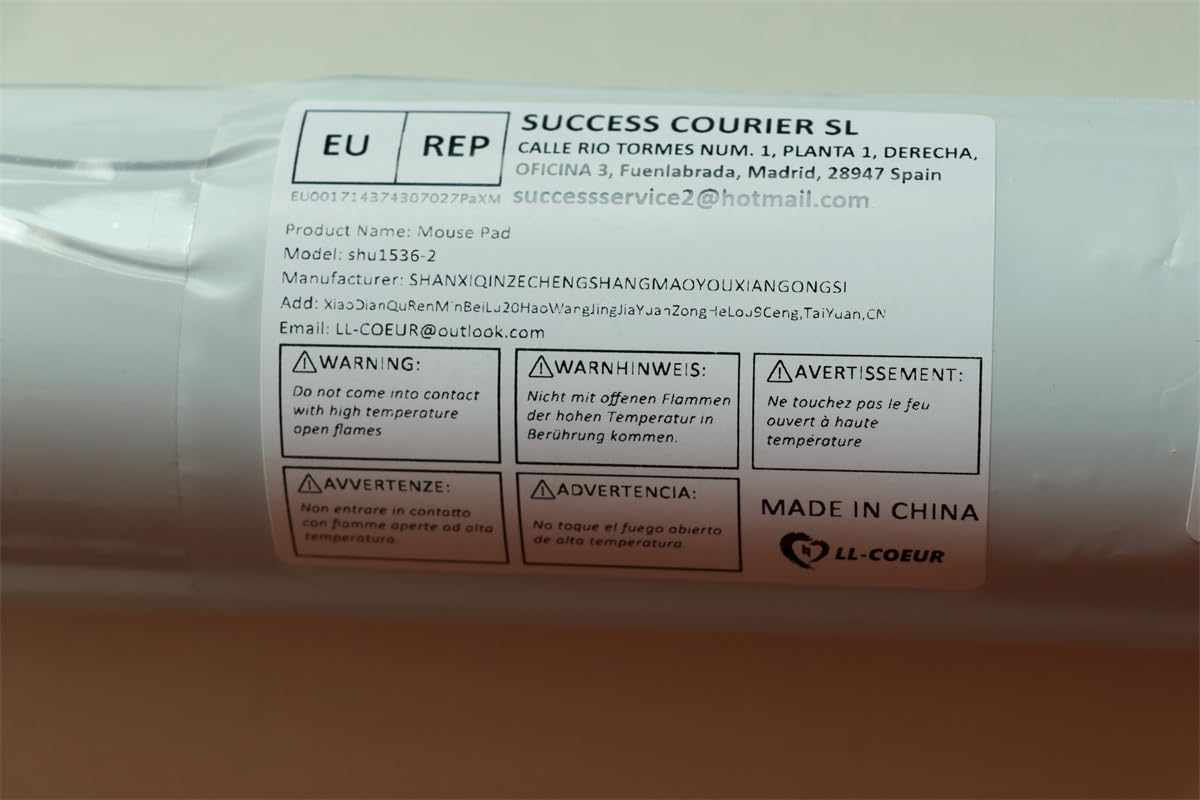 EU REP
SUCCESS COURIER SL
CALLE RIO TORMES NUM. 1, PLANTA 1, DERECHA,
OFICINA 3, Fuenlabrada, Madrid, 28947 Spain
EU001714374307027PaXM
successservice2@hotmail.com
Product Name: Mouse Pad
Model: shu1536-2
Manufacturer: SHANXIQINZECHENGSHANGMAOYOUXIANGONGSI
Add: XiaoDianQuRenMinBeiLu20HaoWangJingJiaYuanZongHeLou9Ceng,TaiYuan,CN
Email: LL-COEUR@outlook.com
WARNING:
Do not come into contact
with high temperature
open flames
WARNHINWEIS:
Nicht mit offenen Flammen
der hohen Temperatur in
Berührung kommen.
AVERTISSEMENT:
Ne touchez pas le feu
ouvert à haute
température
AVVERTENZE:
Non entrare in contatto
con fiamme aperte ad alta
temperatura
ADVERTENCIA:
No toque el fuego abierto
de alta temperatura.
MADE IN CHINA
LL-COEUR